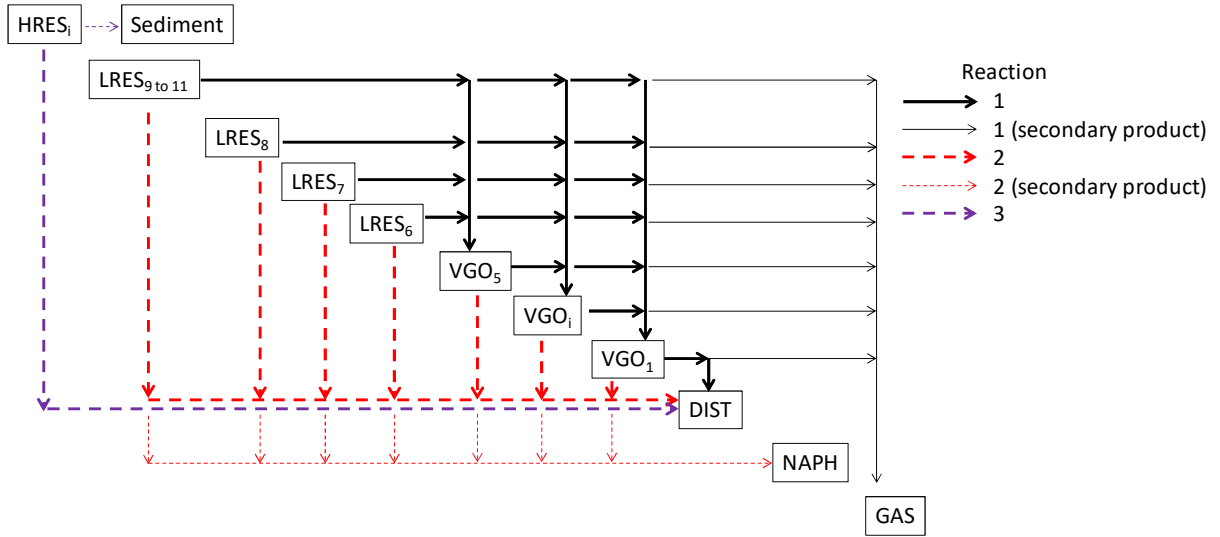 HRESi
Sediment
LRES9 to 11
Reaction
1
1 (secondary product)
LRES8
2
LRES7
2 (secondary product)
3
LRES6
VGO5
VGOi
VGO1
DIST
NAPH
GAS